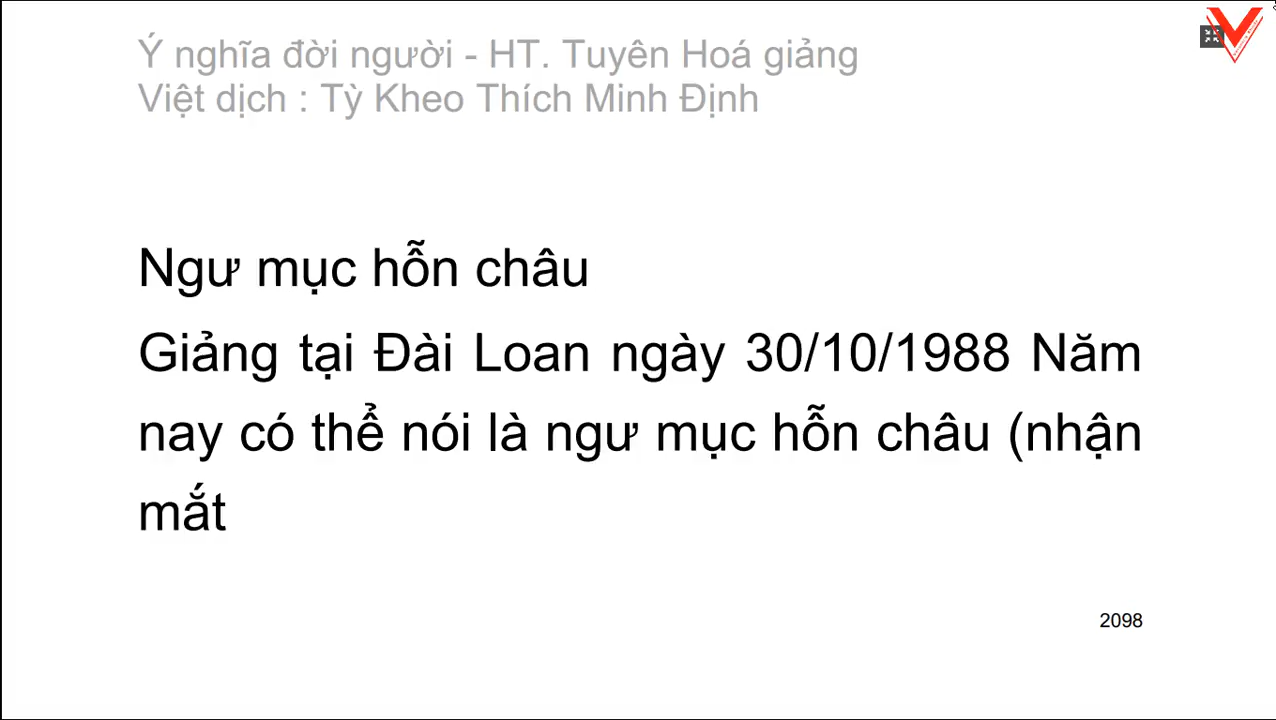 Ý nghĩa đời người - HT. Tuyên Hoá giảng
Việt dịch : Tỳ Kheo Thích Minh Định
Ngư mục hỗn châu
Giảng tại Đài Loan ngày 30/10/1988 Năm
nay có thể nói là ngư mục hỗn châu (nhận
mắt
2098